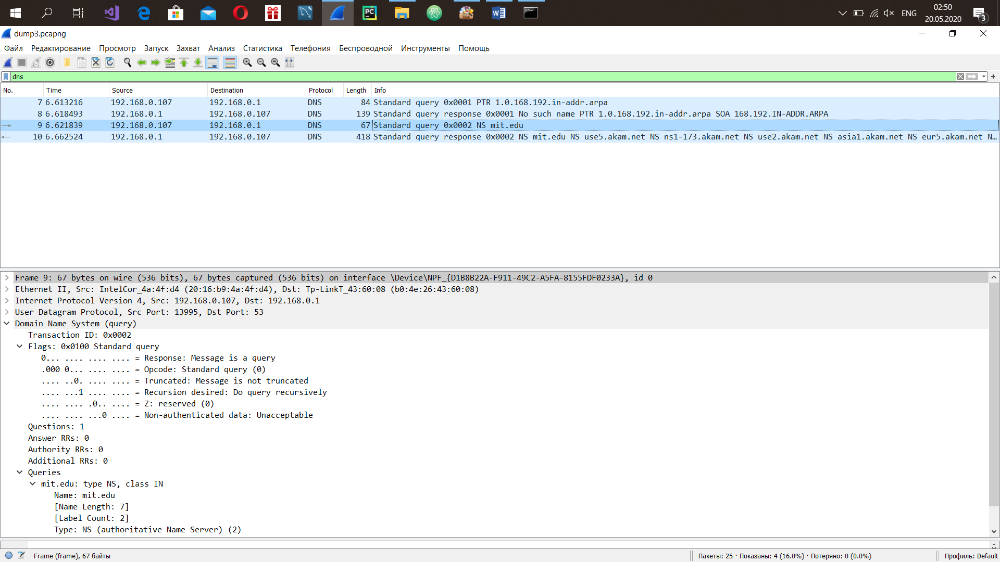 PC
W
ENG
02:50
20.05.2020
3
dump3.pcapng
Файл Редактирование Просмотр Запуск Захват Анализ Статистика Телефония Беспроводной Инструменты Помощь
dns
No. Time Source Destination Protocol Length Info
7 6.613216 192.168.0.107 192.168.0.1 DNS 84 Standard query 0x0001 PTR 1.0.168.192.in-addr.arpa
8 6.618493 192.168.0.1 192.168.0.107 DNS 139 Standard query response 0x0001 No such name PTR 1.0.168.192.in-addr.arpa SOA 168.192.IN-ADDR.ARPA
9 6.621839 192.168.0.107 192.168.0.1 DNS 67 Standard query 0x0002 NS mit.edu
10 6.662524 192.168.0.1 192.168.0.107 DNS 418 Standard query response 0x0002 NS mit.edu NS use5.akam.net NS ns1-173.akam.net NS use2.akam.net NS asia1.akam.net NS eur5.akam.net N…
Frame 9: 67 bytes on wire (536 bits), 67 bytes captured (536 bits) on interface \Device\NPF_{D1B8B22A-F911-49C2-A5FA-8155FDF0233A}, id 0
Ethernet II, Src: IntelCor_4a:4f:d4 (20:16:b9:4a:4f:d4), Dst: Tp-LinkT_43:60:08 (b0:4e:26:43:60:08)
Internet Protocol Version 4, Src: 192.168.0.107, Dst: 192.168.0.1
User Datagram Protocol, Src Port: 13995, Dst Port: 53
Domain Name System (query)
Transaction ID: 0x0002
Flags: 0x0100 Standard query
0... .... .... .... = Response: Message is a query
.000 0... .... .... = Opcode: Standard query (0)
.... ..0. .... .... = Truncated: Message is not truncated
.... ...1 .... .... = Recursion desired: Do query recursively
.... .... .0.. .... = Z: reserved (0)
.... .... ...0 .... = Non-authenticated data: Unacceptable
Questions: 1
Answer RRs: 0
Authority RRs: 0
Additional RRs: 0
Queries
mit.edu: type NS, class IN
Name: mit.edu
[Name Length: 7]
[Label Count: 2]
Type: NS (authoritative Name Server) (2)
Frame (frame), 67 байты
Пакеты: 25 · Показаны: 4 (16.0%) · Потеряно: 0 (0.0%)
Профиль: Default